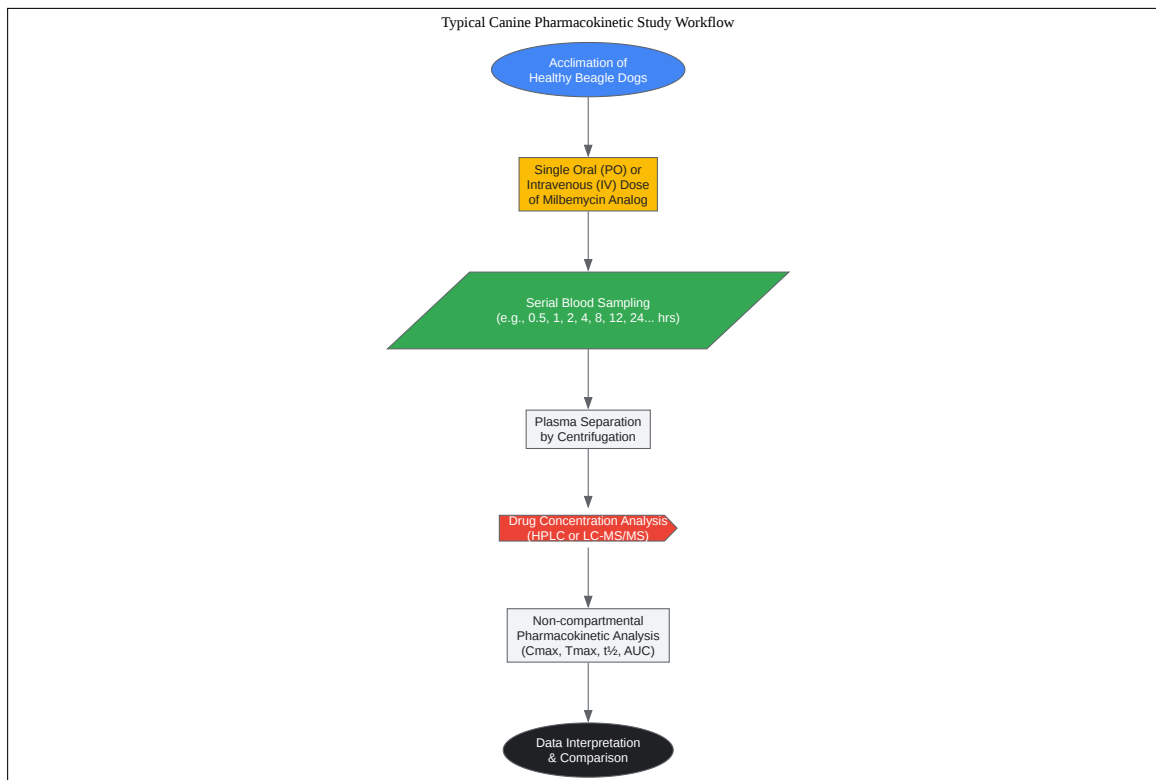 Typical Canine Pharmacokinetic Study Workflow
Acclimation of
Healthy Beagle Dogs
Single Oral (PO) or
Intravenous (IV) Dose
of Milbemycin Analog
Serial Blood Sampling
(e.g., 0.5, 1, 2, 4, 8, 12, 24... hrs)
Plasma Separation
by Centrifugation
Drug Concentration Analysis
(HPLC or LC-MS/MS)
Non-compartmental
Pharmacokinetic Analysis
(Cmax, Tmax, t½, AUC)
Data Interpretation
& Comparison